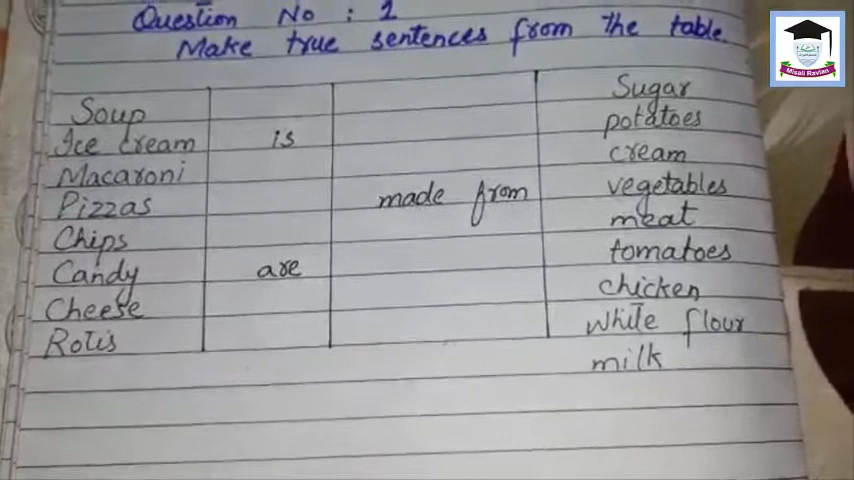 Question No : 1
Make true sentences from the table
Misali Ravian
Soup Sugar
Ice cream is potatoes
Macaroni cream
Pizzas made from vegetables
Chips meat
Candy are tomatoes
Cheese chicken
Rotis white flour
milk